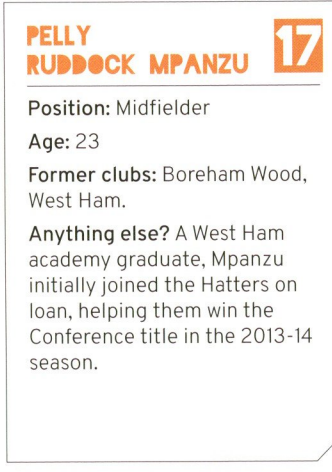 PELLY
RUDDOCK MPANZU 17
Position: Midfielder
Age: 23
Former clubs: Boreham Wood,
West Ham.
Anything else? A West Ham
academy graduate, Mpanzu
initially joined the Hatters on
loan, helping them win the
Conference title in the 2013-14
season.